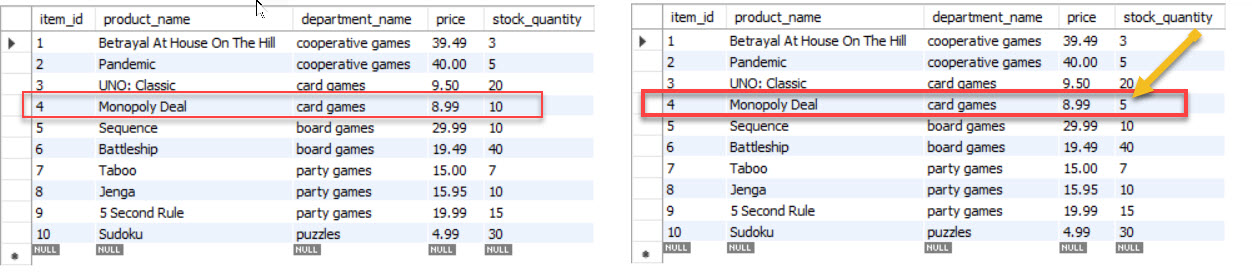 item_id product_name department_name price stock_quantity
1 Betrayal At House On The Hill cooperative games 39.49 3
2 Pandemic cooperative games 40.00 5
3 UNO: Classic card games 9.50 20
4 Monopoly Deal card games 8.99 10
5 Sequence board games 29.99 10
6 Battleship board games 19.49 40
7 Taboo party games 15.00 7
8 Jenga party games 15.95 10
9 5 Second Rule party games 19.99 15
10 Sudoku puzzles 4.99 30
NULL NULL NULL NULL NULL
item_id product_name department_name price stock_quantity
1 Betrayal At House On The Hill cooperative games 39.49 3
2 Pandemic cooperative games 40.00 5
3 UNO: Classic card games 9.50 20
4 Monopoly Deal card games 8.99 5
5 Sequence board games 29.99 10
6 Battleship board games 19.49 40
7 Taboo party games 15.00 7
8 Jenga party games 15.95 10
9 5 Second Rule party games 19.99 15
10 Sudoku puzzles 4.99 30
NULL NULL NULL NULL NULL